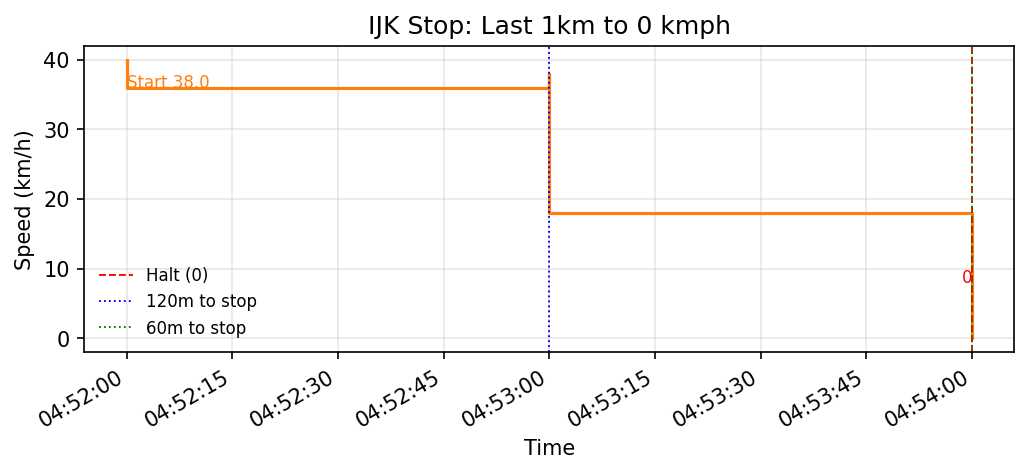 IJK Stop: Last 1km to 0 kmph
Speed (km/h)
40
30
20
10
0
Start 38.0
0
Halt (0)
120m to stop
60m to stop
04:52:00
04:52:15
04:52:30
04:52:45
04:53:00
04:53:15
04:53:30
04:53:45
04:54:00
Time